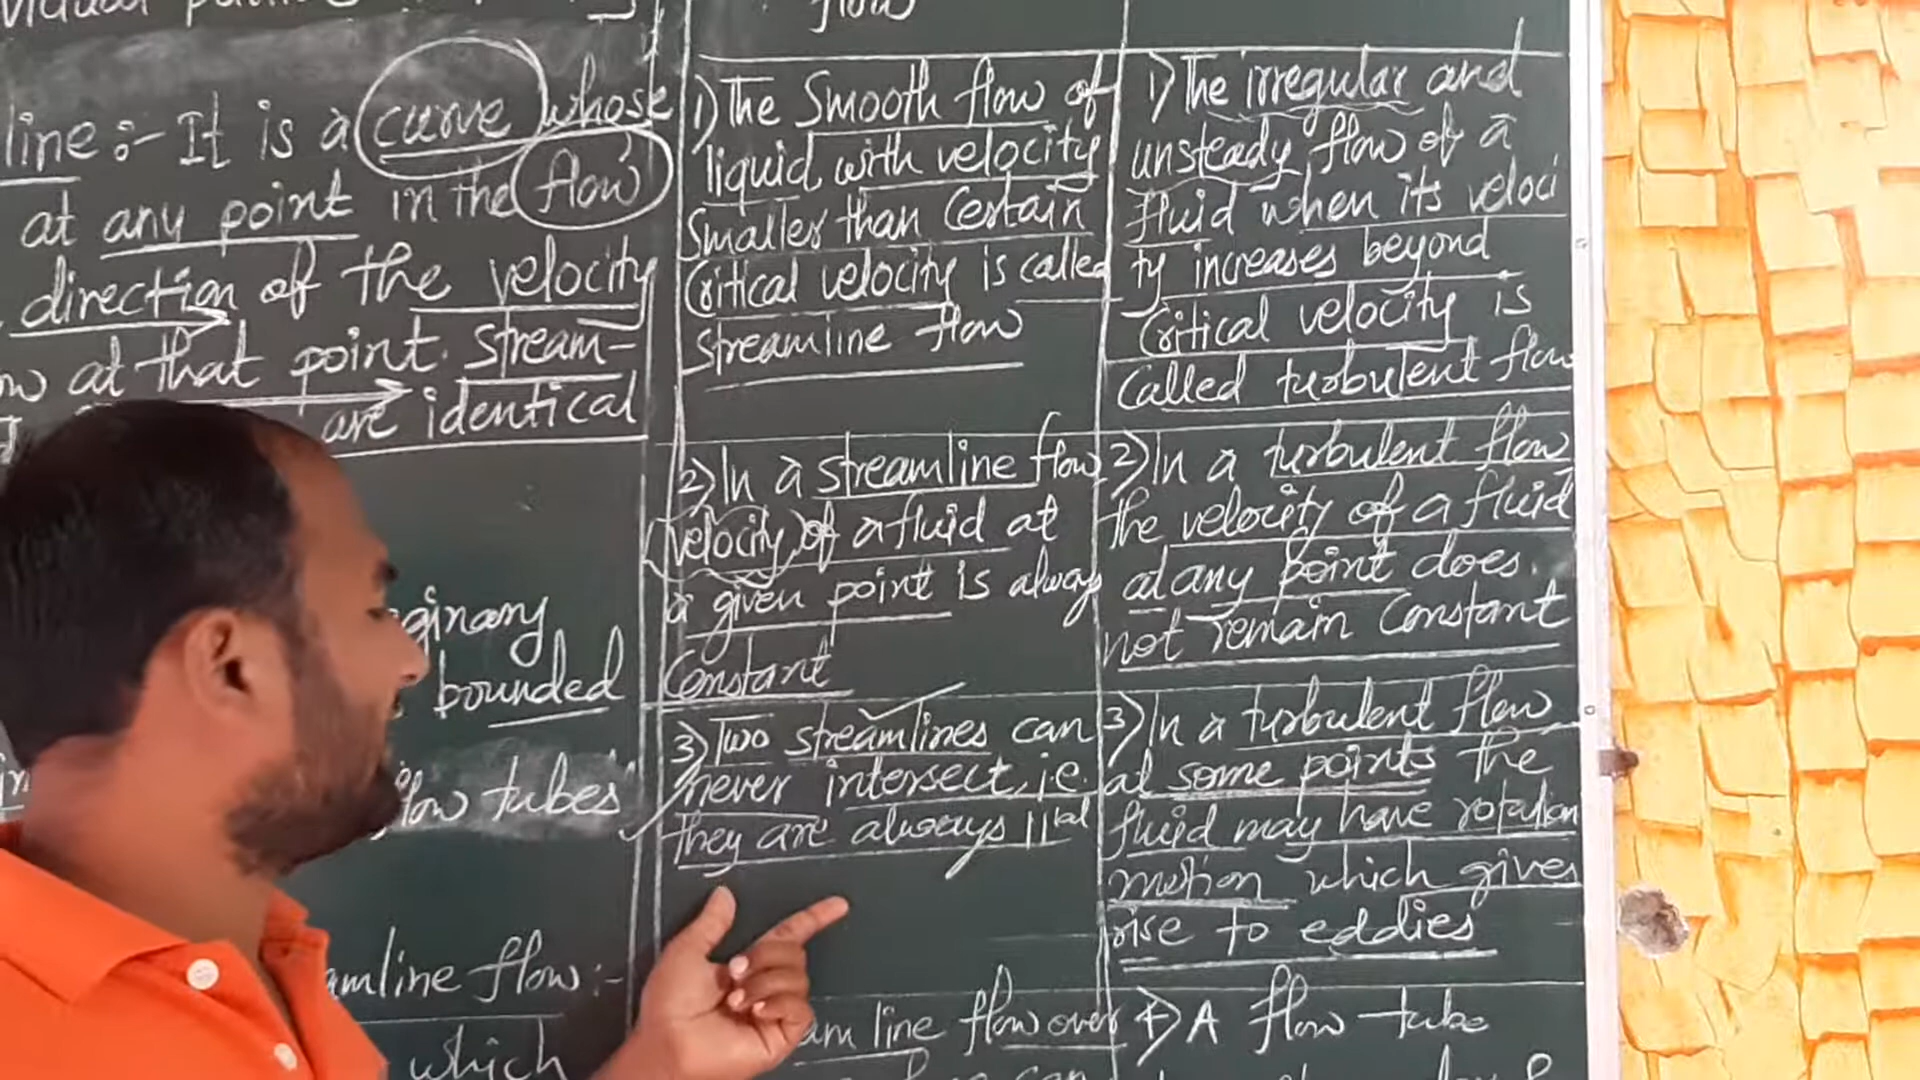 flow
line :- It is a curve whose
at any point in the flow
direction of the velocity
at that point. Stream-
are identical
bounded
flow tubes'
amline flow :-
which
1) The Smooth flow of
liquid with velocity
Smaller than Certain
Critical velocity is called
streamline flow
2) In a streamline flow
velocity of a fluid at
a given point is always
Constant
3) Two streamlines can
never intersect, i.e.
they are always ||al
am line flow over
can
1) The irregular and
unsteady flow of a
fluid when its veloci
ty increases beyond
Critical velocity is
Called turbulent flow
2) In a turbulent flow
the velocity of a fluid
at any point does
not remain Constant
3) In a turbulent flow
at some points the
fluid may have rotation
motion which gives
rise to eddies
4) A flow tube